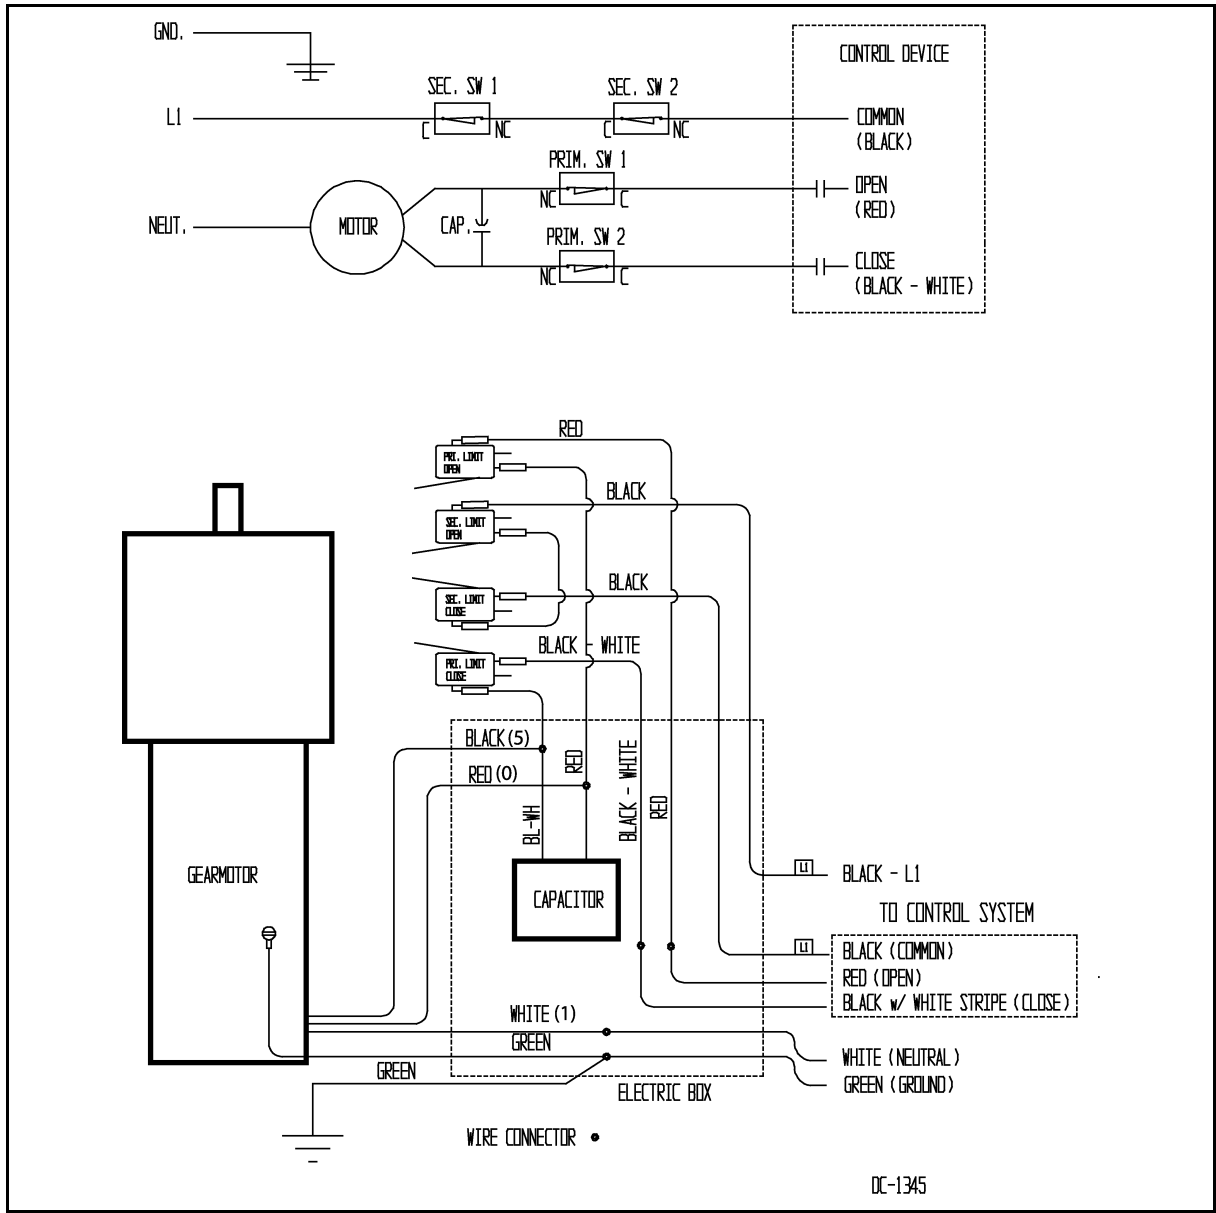 GND.
CONTROL DEVICE
SEC. SW 1
SEC. SW 2
L1
C
NC
C
NC
COMMON
(BLACK)
PRIM. SW 1
NC
C
OPEN
(RED)
NEUT.
MOTOR
CAP.
PRIM. SW 2
NC
C
CLOSE
(BLACK - WHITE)
RED
PRI. LIMIT
OPEN
BLACK
SEC. LIMIT
OPEN
BLACK
SEC. LIMIT
CLOSE
BLACK - WHITE
PRI. LIMIT
CLOSE
BLACK (5)
RED (0)
RED
BLACK - WHITE
RED
BL-WH
GEARMOTOR
CAPACITOR
L1
BLACK - L1
TO CONTROL SYSTEM
L1
BLACK (COMMON)
RED (OPEN)
BLACK w/ WHITE STRIPE (CLOSE)
WHITE (1)
GREEN
WHITE (NEUTRAL)
GREEN
GREEN (GROUND)
ELECTRIC BOX
WIRE CONNECTOR
DC-1345